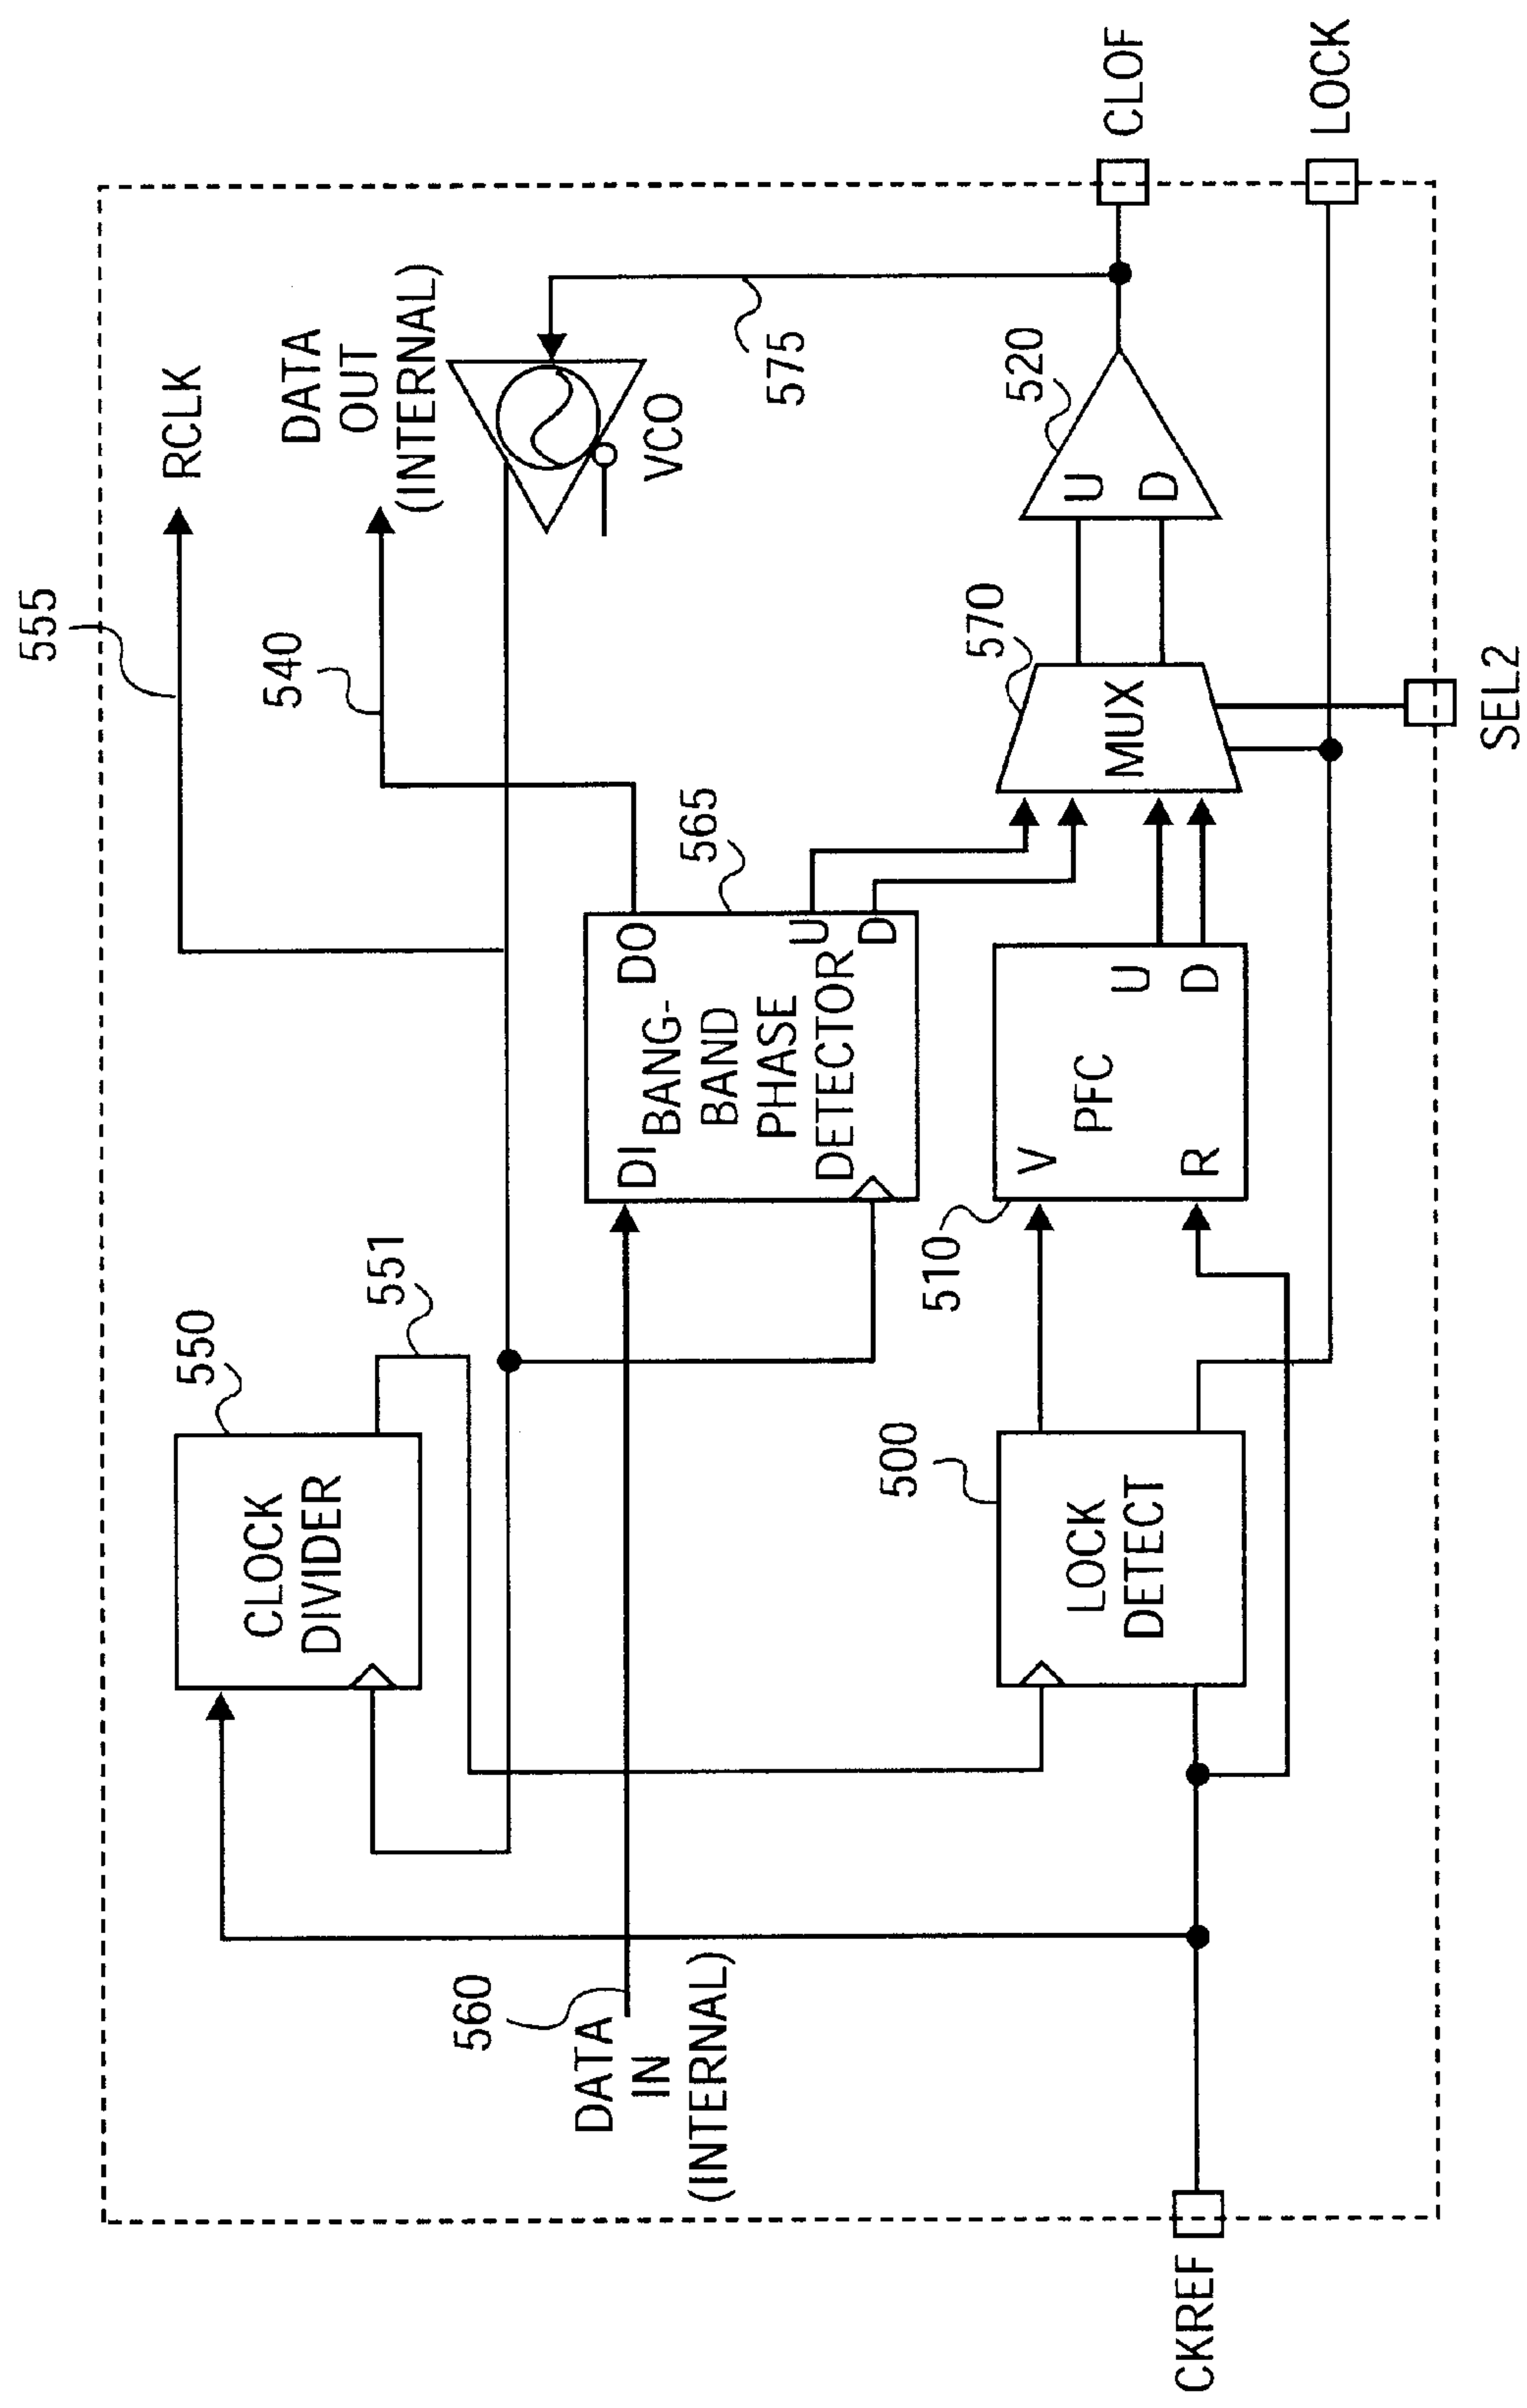 555
RCLK
540
DATA
OUT
(INTERNAL)
VCO
575
550
CLOCK
DIVIDER
551
560
DATA
IN
(INTERNAL)
565
DI
DO
BANG-
BAND
PHASE
DETECTOR
U
D
500
LOCK
DETECT
510
V
PFC
R
U
D
570
MUX
520
U
D
CLOF
LOCK
CKREF
SEL2